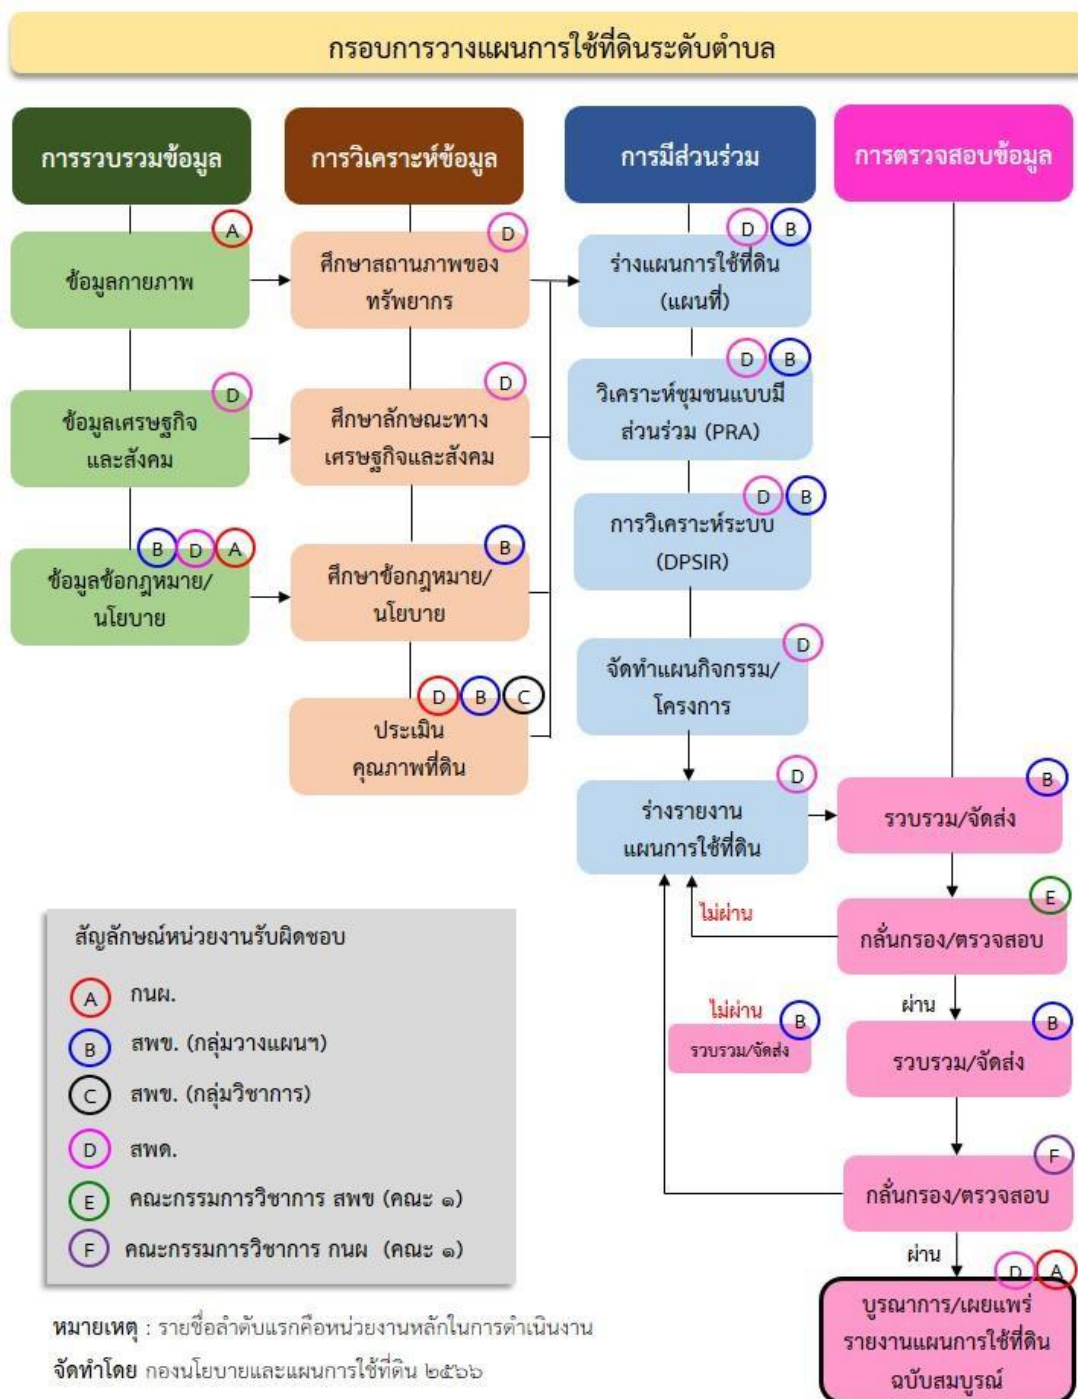 กรอบการวางแผนการใช้ที่ดินระดับตำบล
การรวบรวมข้อมูล
การวิเคราะห์ข้อมูล
การมีส่วนร่วม
การตรวจสอบข้อมูล
A
ข้อมูลกายภาพ
D
ข้อมูลเศรษฐกิจ
และสังคม
B D A
ข้อมูลข้อกฎหมาย/
นโยบาย
D
ศึกษาสถานภาพของ
ทรัพยากร
D
ศึกษาลักษณะทาง
เศรษฐกิจและสังคม
B
ศึกษาข้อกฎหมาย/
นโยบาย
D B C
ประเมิน
คุณภาพที่ดิน
D B
ร่างแผนการใช้ที่ดิน
(แผนที่)
D B
วิเคราะห์ชุมชนแบบมี
ส่วนร่วม (PRA)
D B
การวิเคราะห์ระบบ
(DPSIR)
D
จัดทำแผนกิจกรรม/
โครงการ
D
ร่างรายงาน
แผนการใช้ที่ดิน
B
รวบรวม/จัดส่ง
E
กลั่นกรอง/ตรวจสอบ
ไม่ผ่าน
ผ่าน
B
รวบรวม/จัดส่ง
ไม่ผ่าน
B
รวบรวม/จัดส่ง
F
กลั่นกรอง/ตรวจสอบ
ผ่าน
D A
บูรณาการ/เผยแพร่
รายงานแผนการใช้ที่ดิน
ฉบับสมบูรณ์
สัญลักษณ์หน่วยงานรับผิดชอบ
A กนผ.
B สพข. (กลุ่มวางแผนฯ)
C สพข. (กลุ่มวิชาการ)
D สพด.
E คณะกรรมการวิชาการ สพข (คณะ ๑)
F คณะกรรมการวิชาการ กนผ (คณะ ๑)
หมายเหตุ : รายชื่อลำดับแรกคือหน่วยงานหลักในการดำเนินงาน
จัดทำโดย กองนโยบายและแผนการใช้ที่ดิน ๒๕๖๖